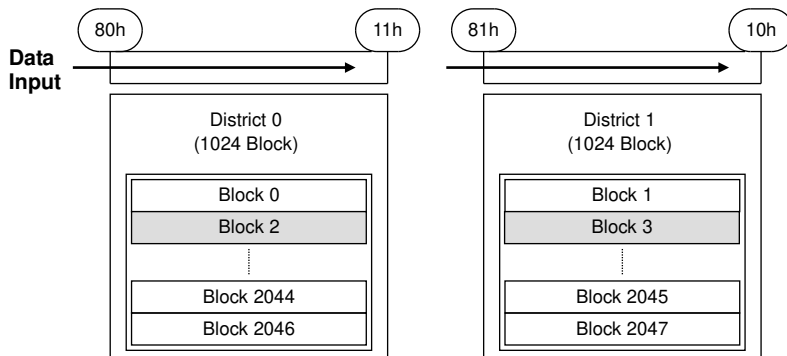 80h
11h
81h
10h
Data
Input
District 0
(1024 Block)
District 1
(1024 Block)
Block 0
Block 2
Block 2044
Block 2046
Block 1
Block 3
Block 2045
Block 2047